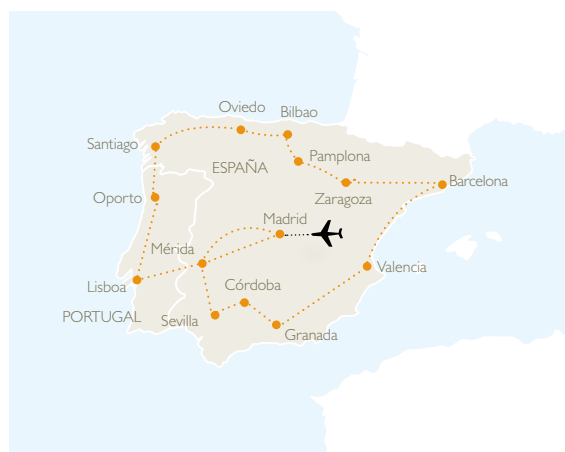 Oviedo
Bilbao
Santiago
Pamplona
ESPAÑA
Barcelona
Oporto
Zaragoza
Madrid
Mérida
Valencia
Lisboa
Córdoba
PORTUGAL
Sevilla
Granada